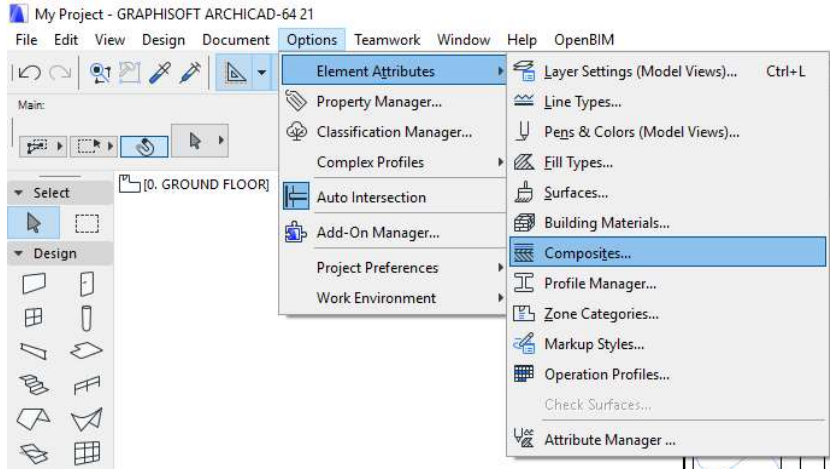 My Project - GRAPHISOFT ARCHICAD-64 21
File Edit View Design Document Options Teamwork Window Help OpenBIM
Main:
[0. GROUND FLOOR]
Select
Design
Element Attributes
Property Manager...
Classification Manager...
Complex Profiles
Auto Intersection
Add-On Manager...
Project Preferences
Work Environment
Layer Settings (Model Views)... Ctrl+L
Line Types...
Pens & Colors (Model Views)...
Fill Types...
Surfaces...
Building Materials...
Composites...
Profile Manager...
Zone Categories...
Markup Styles...
Operation Profiles...
Check Surfaces...
Attribute Manager ...